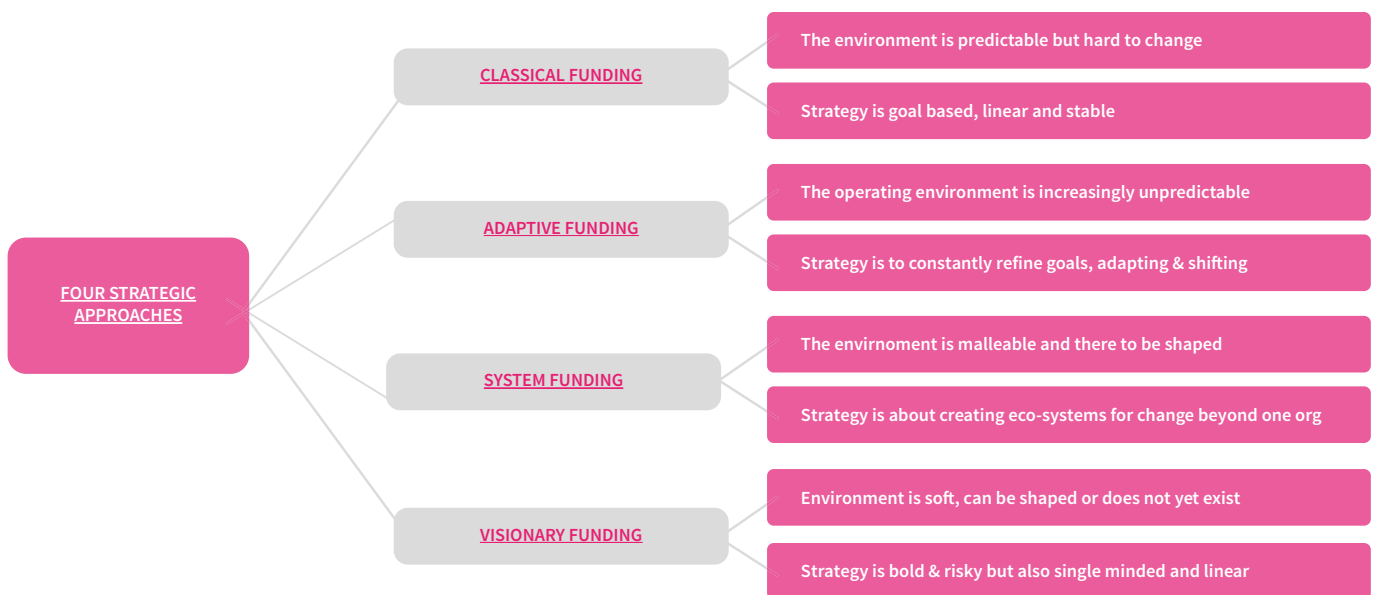 FOUR STRATEGIC
APPROACHES
CLASSICAL FUNDING
The environment is predictable but hard to change
Strategy is goal based, linear and stable
ADAPTIVE FUNDING
The operating environment is increasingly unpredictable
Strategy is to constantly refine goals, adapting & shifting
SYSTEM FUNDING
The envirnoment is malleable and there to be shaped
Strategy is about creating eco-systems for change beyond one org
VISIONARY FUNDING
Environment is soft, can be shaped or does not yet exist
Strategy is bold & risky but also single minded and linear